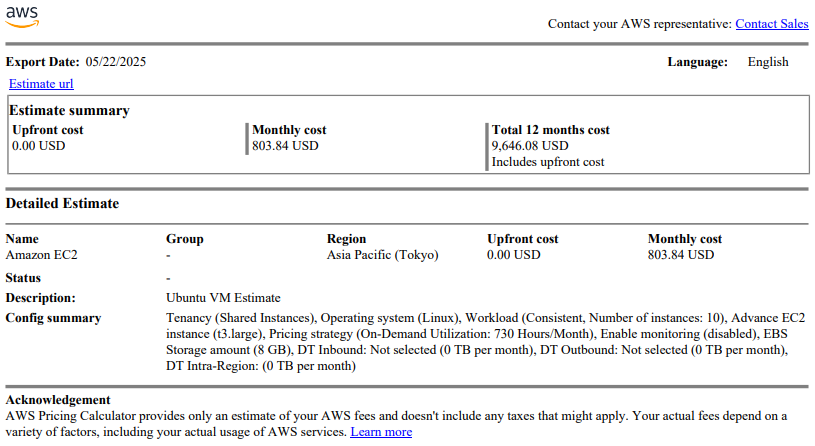 aws
Contact your AWS representative: Contact Sales
Export Date: 05/22/2025 Language: English
Estimate url
Estimate summary
Upfront cost Monthly cost Total 12 months cost
0.00 USD 803.84 USD 9,646.08 USD
Includes upfront cost
Detailed Estimate
Name Group Region Upfront cost Monthly cost
Amazon EC2 - Asia Pacific (Tokyo) 0.00 USD 803.84 USD
Status -
Description: Ubuntu VM Estimate
Config summary Tenancy (Shared Instances), Operating system (Linux), Workload (Consistent, Number of instances: 10), Advance EC2
instance (t3.large), Pricing strategy (On-Demand Utilization: 730 Hours/Month), Enable monitoring (disabled), EBS
Storage amount (8 GB), DT Inbound: Not selected (0 TB per month), DT Outbound: Not selected (0 TB per month),
DT Intra-Region: (0 TB per month)
Acknowledgement
AWS Pricing Calculator provides only an estimate of your AWS fees and doesn't include any taxes that might apply. Your actual fees depend on a
variety of factors, including your actual usage of AWS services. Learn more